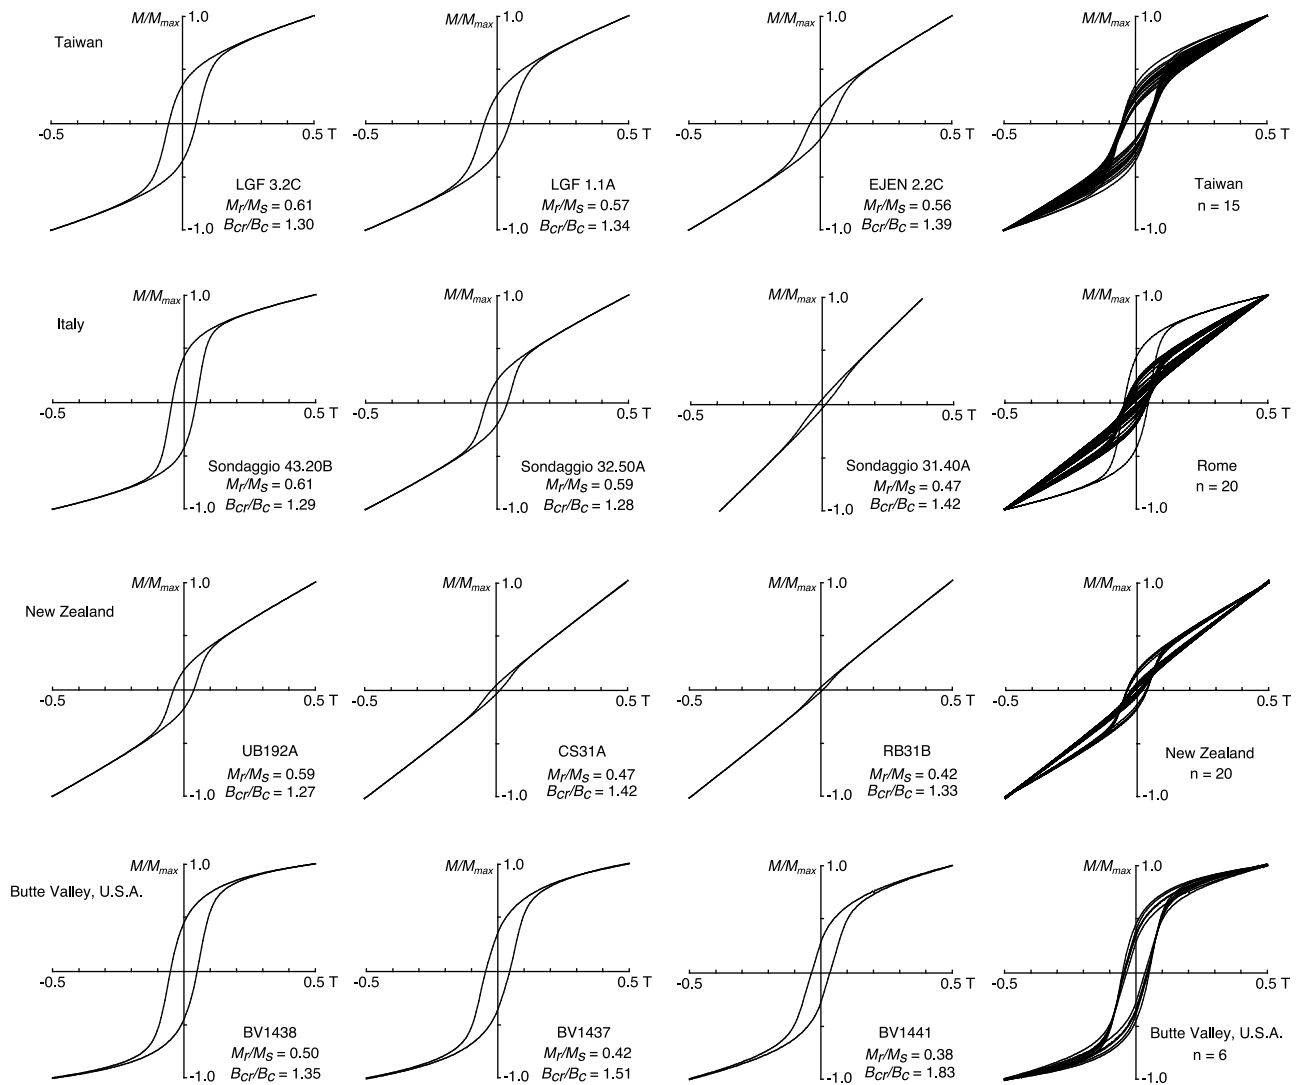 M/Mmax 1.0
Taiwan
-0.5
0.5 T
LGF 3.2C
Mr/Ms = 0.61
Bcr/Bc = 1.30
-1.0
M/Mmax 1.0
-0.5
0.5 T
LGF 1.1A
Mr/Ms = 0.57
Bcr/Bc = 1.34
-1.0
M/Mmax 1.0
-0.5
0.5 T
EJEN 2.2C
Mr/Ms = 0.56
Bcr/Bc = 1.39
-1.0
M/Mmax 1.0
-0.5
0.5 T
Taiwan
n = 15
-1.0
M/Mmax 1.0
Italy
-0.5
0.5 T
Sondaggio 43.20B
Mr/Ms = 0.61
Bcr/Bc = 1.29
-1.0
M/Mmax 1.0
-0.5
0.5 T
Sondaggio 32.50A
Mr/Ms = 0.59
Bcr/Bc = 1.28
-1.0
M/Mmax 1.0
-0.5
0.5 T
Sondaggio 31.40A
Mr/Ms = 0.47
Bcr/Bc = 1.42
-1.0
M/Mmax 1.0
-0.5
0.5 T
Rome
n = 20
-1.0
M/Mmax 1.0
New Zealand
-0.5
0.5 T
UB192A
Mr/Ms = 0.59
Bcr/Bc = 1.27
-1.0
M/Mmax 1.0
-0.5
0.5 T
CS31A
Mr/Ms = 0.47
Bcr/Bc = 1.42
-1.0
M/Mmax 1.0
-0.5
0.5 T
RB31B
Mr/Ms = 0.42
Bcr/Bc = 1.33
-1.0
M/Mmax 1.0
-0.5
0.5 T
New Zealand
n = 20
-1.0
M/Mmax 1.0
Butte Valley, U.S.A.
-0.5
0.5 T
BV1438
Mr/Ms = 0.50
Bcr/Bc = 1.35
-1.0
M/Mmax 1.0
-0.5
0.5 T
BV1437
Mr/Ms = 0.42
Bcr/Bc = 1.51
-1.0
M/Mmax 1.0
-0.5
0.5 T
BV1441
Mr/Ms = 0.38
Bcr/Bc = 1.83
-1.0
M/Mmax 1.0
-0.5
0.5 T
Butte Valley, U.S.A.
n = 6
-1.0